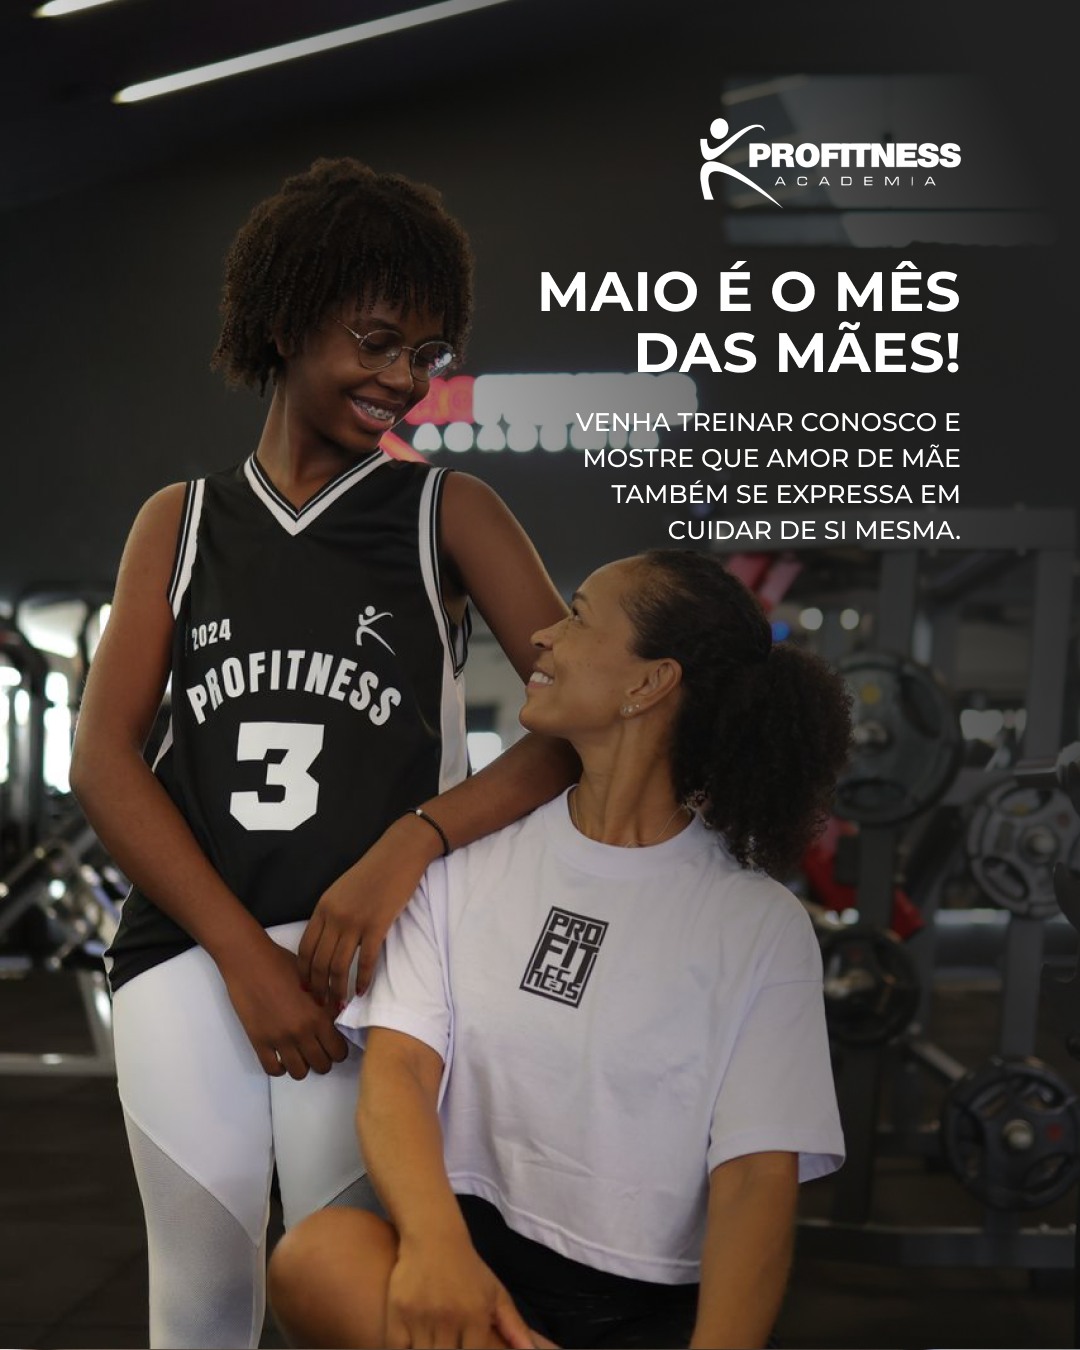 PROFITNESS
ACADEMIA
MAIO É O MÊS
DAS MÃES!
VENHA TREINAR CONOSCO E
MOSTRE QUE AMOR DE MÃE
TAMBÉM SE EXPRESSA EM
CUIDAR DE SI MESMA.
2024
PROFITNESS
3
PRO
FIT
NESS